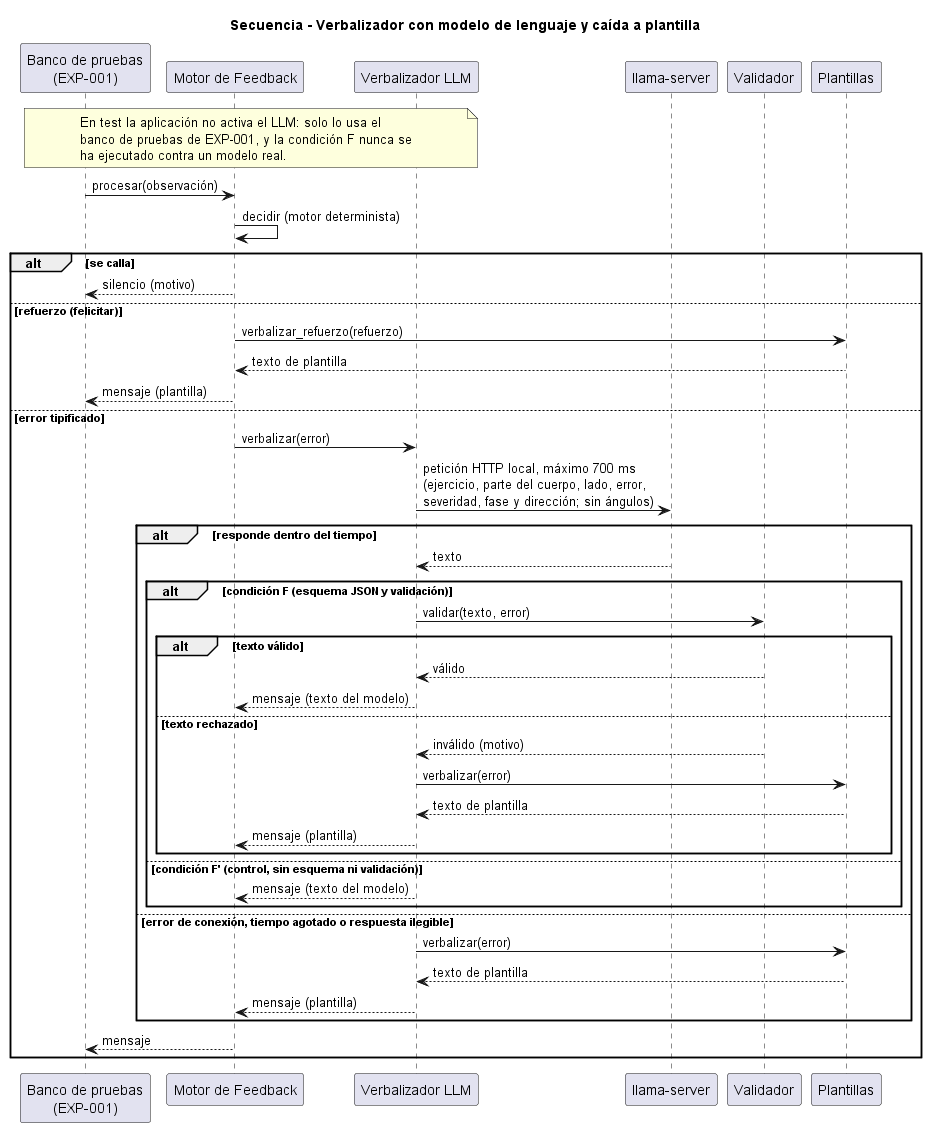 Secuencia - Verbalizador con modelo de lenguaje y caída a plantilla
Banco de pruebas
(EXP-001)
Motor de Feedback
Verbalizador LLM
llama-server
Validador
Plantillas
En test la aplicación no activa el LLM: solo lo usa el
banco de pruebas de EXP-001, y la condición F nunca se
ha ejecutado contra un modelo real.
procesar(observación)
decidir (motor determinista)
alt [se calla]
silencio (motivo)
[refuerzo (felicitar)]
verbalizar_refuerzo(refuerzo)
texto de plantilla
mensaje (plantilla)
[error tipificado]
verbalizar(error)
petición HTTP local, máximo 700 ms
(ejercicio, parte del cuerpo, lado, error,
severidad, fase y dirección; sin ángulos)
alt [responde dentro del tiempo]
texto
alt [condición F (esquema JSON y validación)]
validar(texto, error)
alt [texto válido]
válido
mensaje (texto del modelo)
[texto rechazado]
inválido (motivo)
verbalizar(error)
texto de plantilla
mensaje (plantilla)
[condición F' (control, sin esquema ni validación)]
mensaje (texto del modelo)
[error de conexión, tiempo agotado o respuesta ilegible]
verbalizar(error)
texto de plantilla
mensaje (plantilla)
mensaje
Banco de pruebas
(EXP-001)
Motor de Feedback
Verbalizador LLM
llama-server
Validador
Plantillas